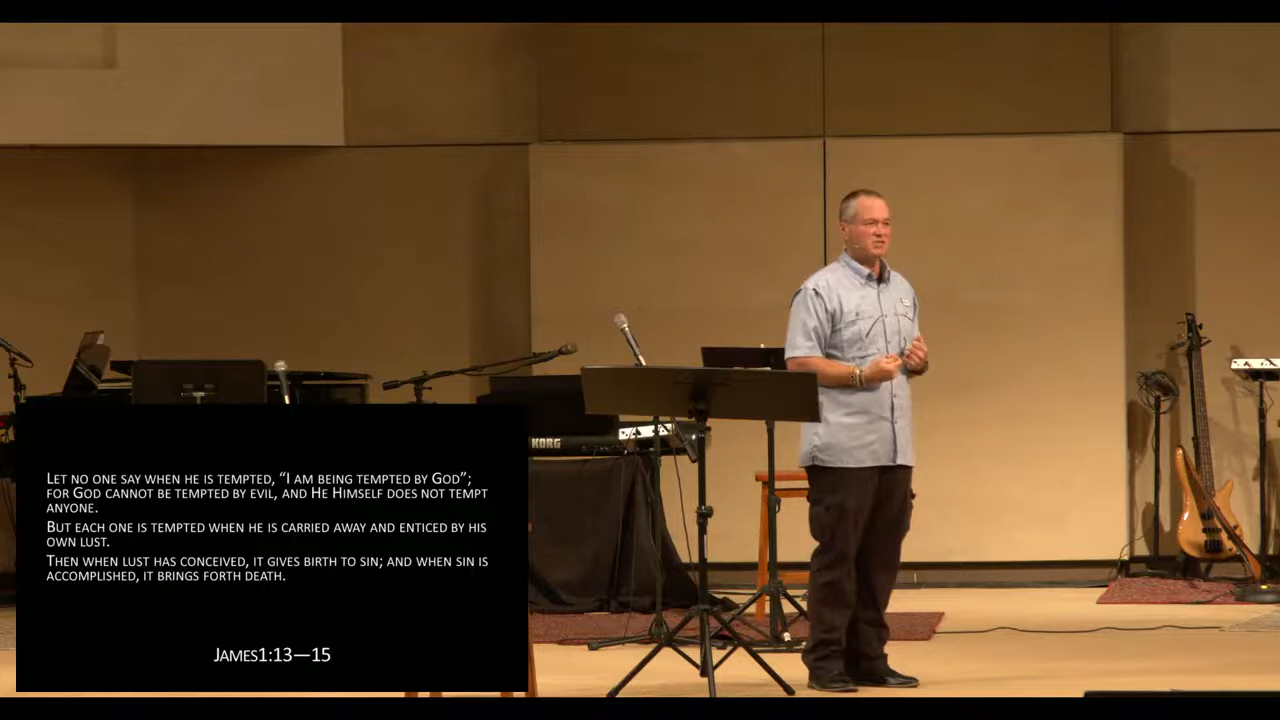 KORG
Let no one say when he is tempted, “I am being tempted by God”;
for God cannot be tempted by evil, and He Himself does not tempt
anyone.
But each one is tempted when he is carried away and enticed by his
own lust.
Then when lust has conceived, it gives birth to sin; and when sin is
accomplished, it brings forth death.
James1:13—15